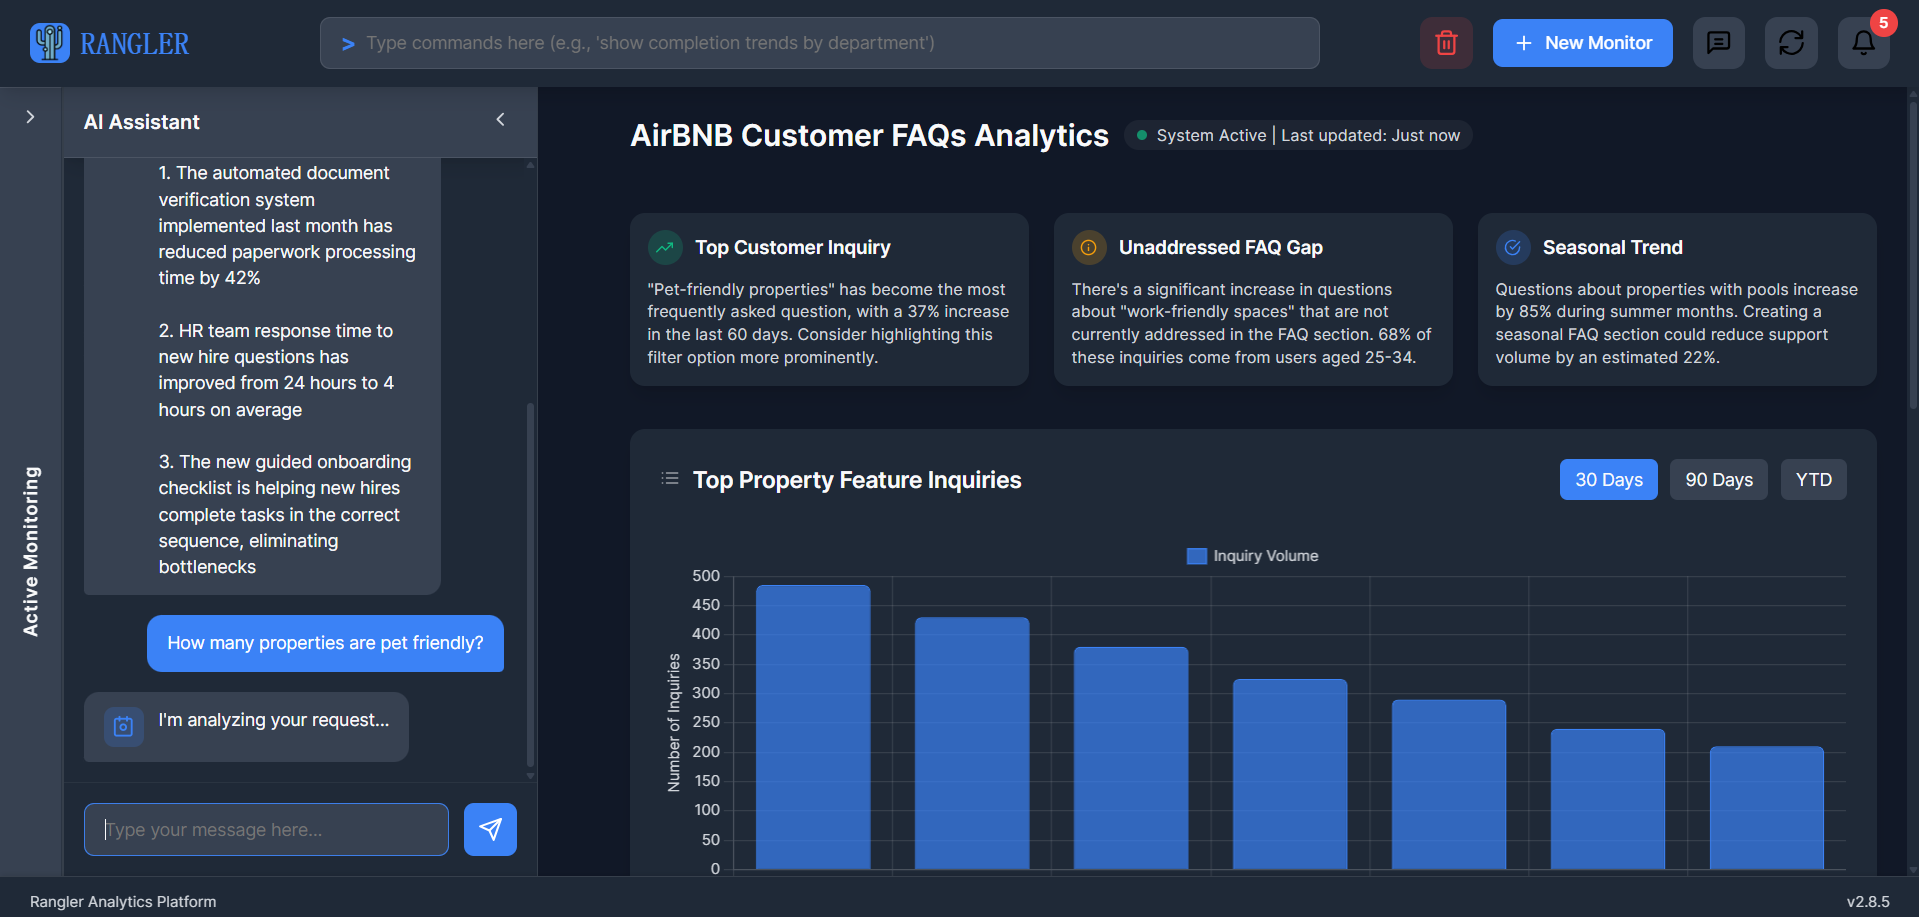 RANGLER
> Type commands here (e.g., 'show completion trends by department')
+ New Monitor
5
AI Assistant
1. The automated document
verification system
implemented last month has
reduced paperwork processing
time by 42%
2. HR team response time to
new hire questions has
improved from 24 hours to 4
hours on average
3. The new guided onboarding
checklist is helping new hires
complete tasks in the correct
sequence, eliminating
bottlenecks
How many properties are pet friendly?
I'm analyzing your request...
Type your message here...
Active Monitoring
AirBNB Customer FAQs Analytics
System Active | Last updated: Just now
Top Customer Inquiry
"Pet-friendly properties" has become the most
frequently asked question, with a 37% increase
in the last 60 days. Consider highlighting this
filter option more prominently.
Unaddressed FAQ Gap
There's a significant increase in questions
about "work-friendly spaces" that are not
currently addressed in the FAQ section. 68% of
these inquiries come from users aged 25-34.
Seasonal Trend
Questions about properties with pools increase
by 85% during summer months. Creating a
seasonal FAQ section could reduce support
volume by an estimated 22%.
Top Property Feature Inquiries
30 Days
90 Days
YTD
Inquiry Volume
Number of Inquiries
500
450
400
350
300
250
200
150
100
50
0
Rangler Analytics Platform
v2.8.5